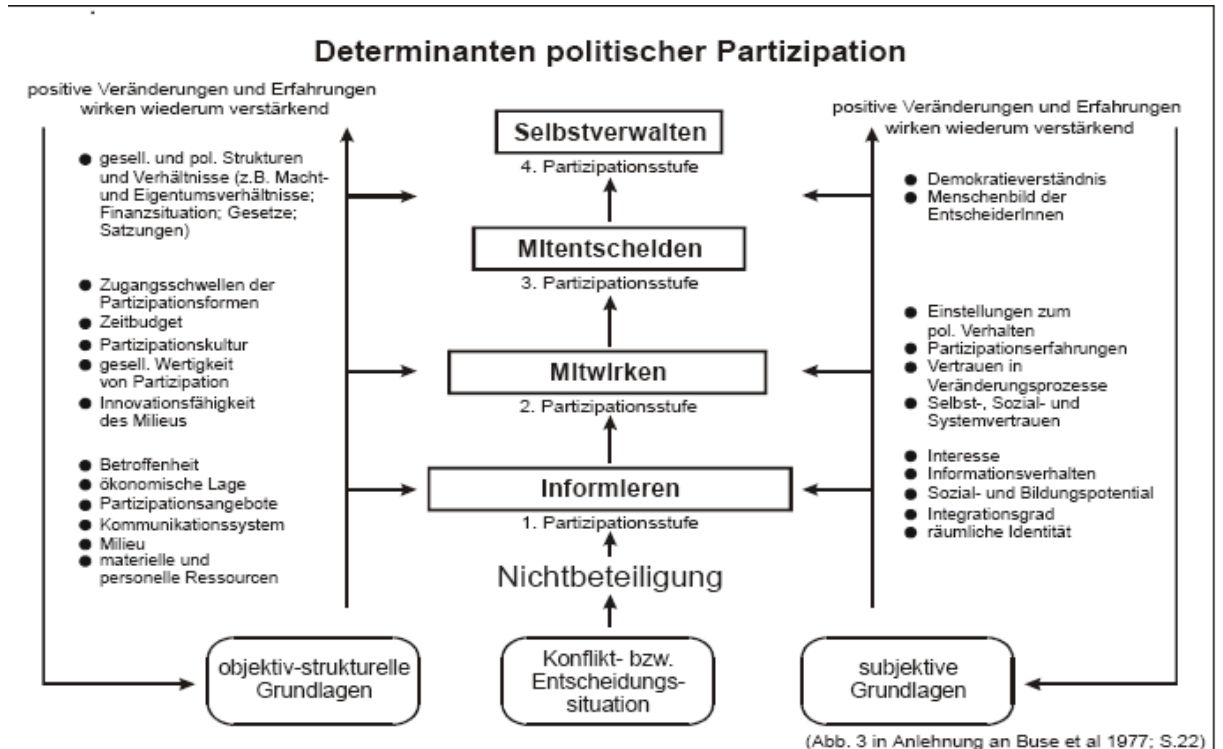 Determinanten politischer Partizipation
positive Veränderungen und Erfahrungen
wirken wiederum verstärkend
● gesell. und pol. Strukturen
und Verhältnisse (z.B. Macht-
und Eigentumsverhältnisse;
Finanzsituation; Gesetze;
Satzungen)
● Zugangsschwellen der
Partizipationsformen
● Zeitbudget
● Partizipationskultur
● gesell. Wertigkeit
von Partizipation
● Innovationsfähigkeit
des Milieus
● Betroffenheit
● ökonomische Lage
● Partizipationsangebote
● Kommunikationssystem
● Milieu
● materielle und
personelle Ressourcen
objektiv-strukturelle
Grundlagen
Selbstverwalten
4. Partizipationsstufe
Mitentscheiden
3. Partizipationsstufe
Mitwirken
2. Partizipationsstufe
Informieren
1. Partizipationsstufe
Nichtbeteiligung
Konflikt- bzw.
Entscheidungs-
situation
positive Veränderungen und Erfahrungen
wirken wiederum verstärkend
● Demokratieverständnis
● Menschenbild der
EntscheiderInnen
● Einstellungen zum
pol. Verhalten
● Partizipationserfahrungen
● Vertrauen in
Veränderungsprozesse
● Selbst-, Sozial- und
Systemvertrauen
● Interesse
● Informationsverhalten
● Sozial- und Bildungspotential
● Integrationsgrad
● räumliche Identität
subjektive
Grundlagen
(Abb. 3 in Anlehnung an Buse et al 1977; S.22)